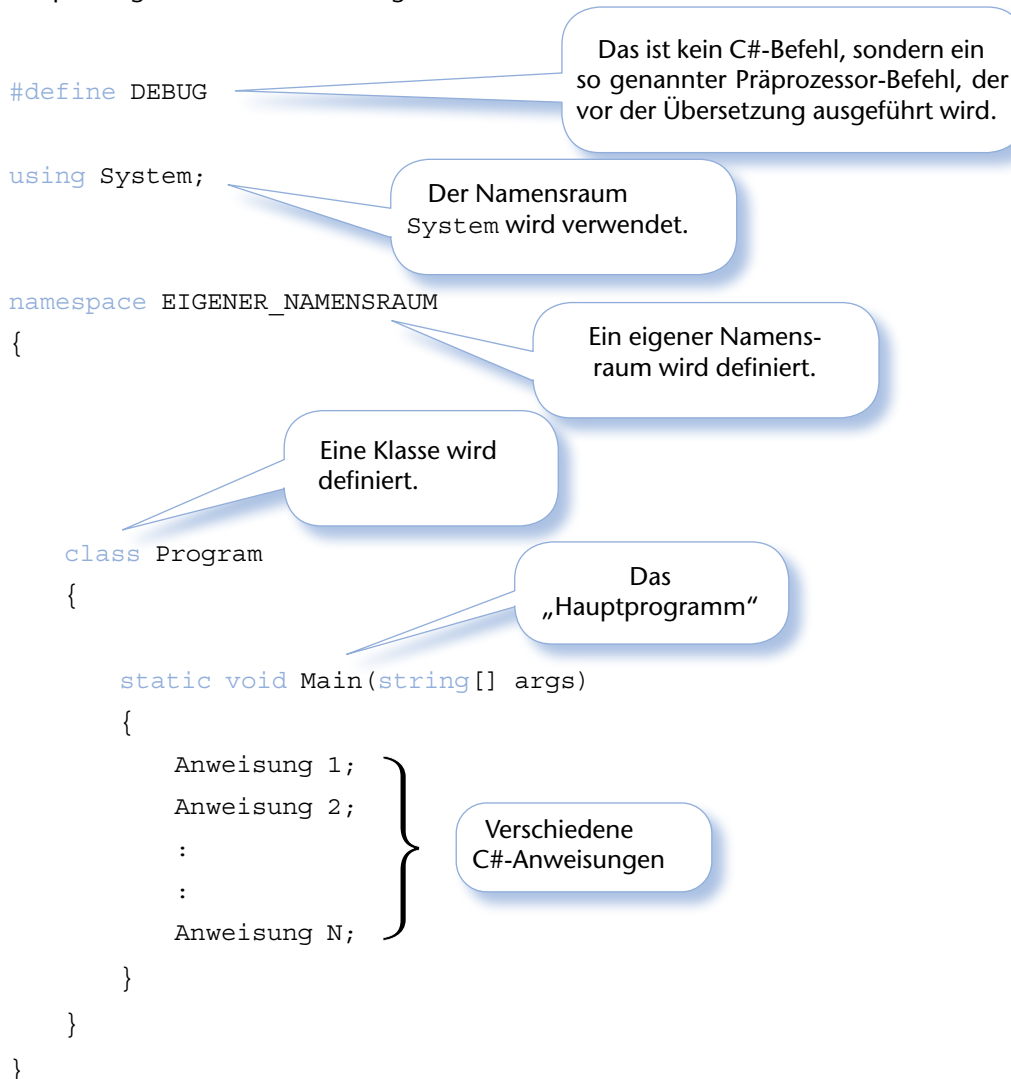 #define DEBUG
Das ist kein C#-Befehl, sondern ein
so genannter Präprozessor-Befehl, der
vor der Übersetzung ausgeführt wird.
using System;
Der Namensraum
System wird verwendet.
namespace EIGENER_NAMENSRAUM
{
Ein eigener Namens-
raum wird definiert.
Eine Klasse wird
definiert.
class Program
{
Das
„Hauptprogramm“
static void Main(string[] args)
{
Anweisung 1;
Anweisung 2;
:
:
Anweisung N;
Verschiedene
C#-Anweisungen
}
}
}